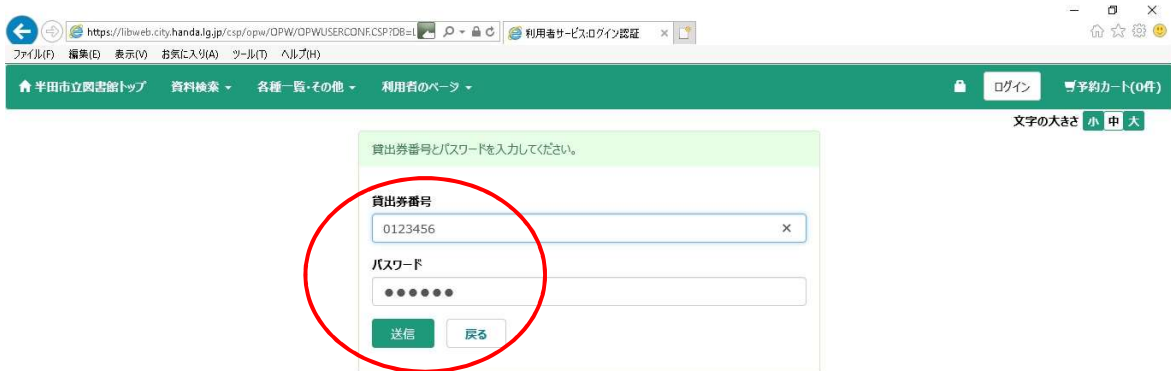 https://libweb.city.handa.lg.jp/csp/opw/OPW/OPWUSERCONF.CSP?DB=L
利用者サービス:ログイン認証
ファイル(F) 編集(E) 表示(V) お気に入り(A) ツール(T) ヘルプ(H)
半田市立図書館トップ 資料検索 各種一覧・その他 利用者のページ ログイン 予約カート(0件)
文字の大きさ 小 中 大
貸出券番号とパスワードを入力してください。
貸出券番号
0123456
パスワード
●●●●●●
送信 戻る